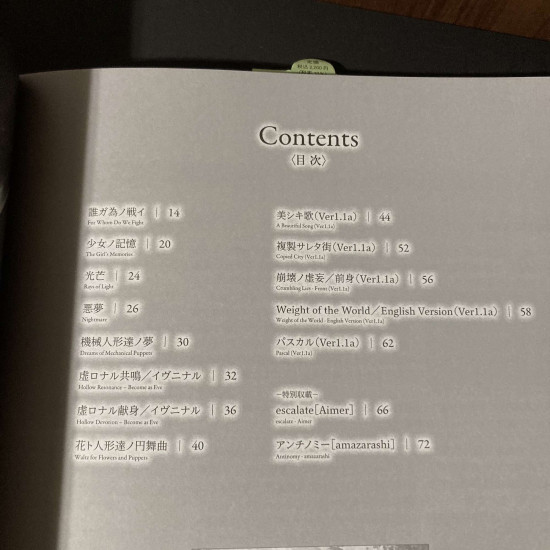 Contents
〈目次〉
誰ガ為ノ戦イ | 14
For Whom Do We Fight
少女ノ記憶 | 20
The Girl's Memories
光芒 | 24
Rays of Light
悪夢 | 26
Nightmare
機械人形達ノ夢 | 30
Dreams of Mechanical Puppets
虚ロナル共鳴／イヴニナル | 32
Hollow Resonance – Become as Eve
虚ロナル献身／イヴニナル | 36
Hollow Devotion – Become as Eve
花ト人形達ノ円舞曲 | 40
Waltz for Flowers and Puppets
美シキ歌(Ver1.1a) | 44
A Beautiful Song [Ver1.1a]
複製サレタ街(Ver1.1a) | 52
Copied City [Ver1.1a]
崩壊ノ虚妄／前身(Ver1.1a) | 56
Crumbling Lies - Front [Ver1.1a]
Weight of the World／English Version(Ver1.1a) | 58
Weight of the World - English Version [Ver1.1a]
パスカル(Ver1.1a) | 62
Pascal [Ver1.1a]
－特別収載－
escalate[Aimer] | 66
escalate - Aimer
アンチノミー[amazarashi] | 72
Antinomy - amazarashi